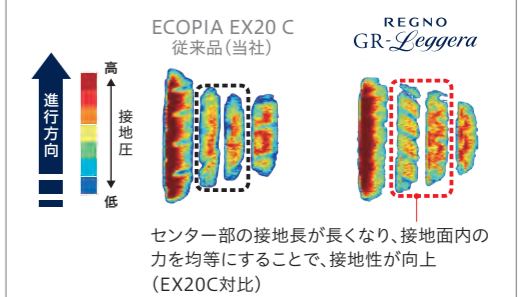 ECOPIA EX20 C
従来品(当社)
REGNO
GR-Leggera
進行方向
高
接地圧
低
センター部の接地長が長くなり、接地面内の
力を均等にすることで、接地性が向上
(EX20C対比)